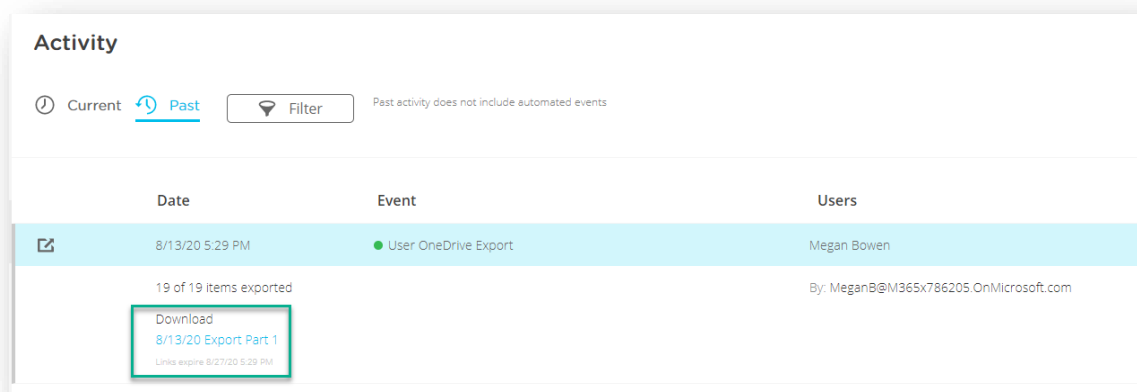 Activity
Current Past Filter Past activity does not include automated events
Date Event Users
8/13/20 5:29 PM User OneDrive Export Megan Bowen
19 of 19 items exported By: MeganB@M365x786205.OnMicrosoft.com
Download
8/13/20 Export Part 1
Links expire 8/27/20 5:29 PM